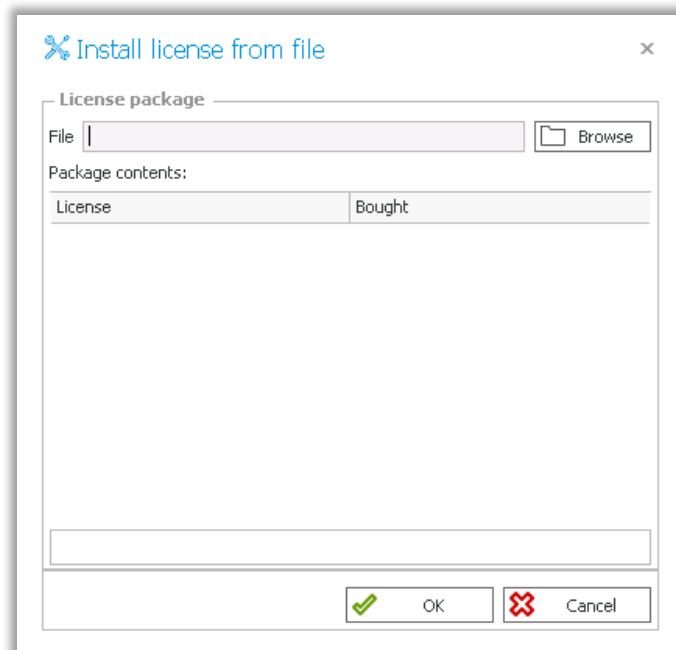 Install license from file
License package
File
Browse
Package contents:
License Bought
OK Cancel